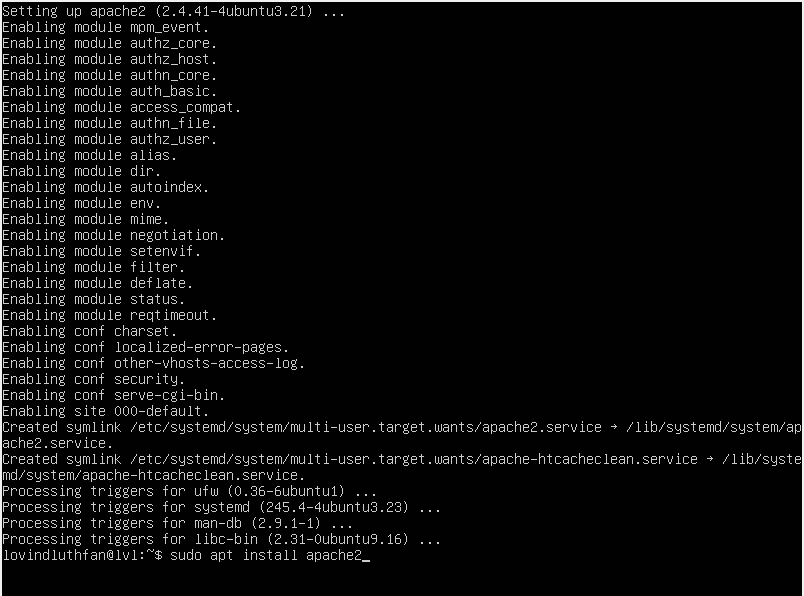 Setting up apache2 (2.4.41-4ubuntu3.21) ...
Enabling module mpm_event.
Enabling module authz_core.
Enabling module authz_host.
Enabling module authn_core.
Enabling module auth_basic.
Enabling module access_compat.
Enabling module authn_file.
Enabling module authz_user.
Enabling module alias.
Enabling module dir.
Enabling module autoindex.
Enabling module env.
Enabling module mime.
Enabling module negotiation.
Enabling module setenvif.
Enabling module filter.
Enabling module deflate.
Enabling module status.
Enabling module reqtimeout.
Enabling conf charset.
Enabling conf localized-error-pages.
Enabling conf other-vhosts-access-log.
Enabling conf security.
Enabling conf serve-cgi-bin.
Enabling site 000-default.
Created symlink /etc/systemd/system/multi-user.target.wants/apache2.service → /lib/systemd/system/ap
ache2.service.
Created symlink /etc/systemd/system/multi-user.target.wants/apache-htcacheclean.service → /lib/syste
md/system/apache-htcacheclean.service.
Processing triggers for ufw (0.36-6ubuntu1) ...
Processing triggers for systemd (245.4-4ubuntu3.23) ...
Processing triggers for man-db (2.9.1-1) ...
Processing triggers for libc-bin (2.31-0ubuntu9.16) ...
lovindluthfan@lvl:~$ sudo apt install apache2_